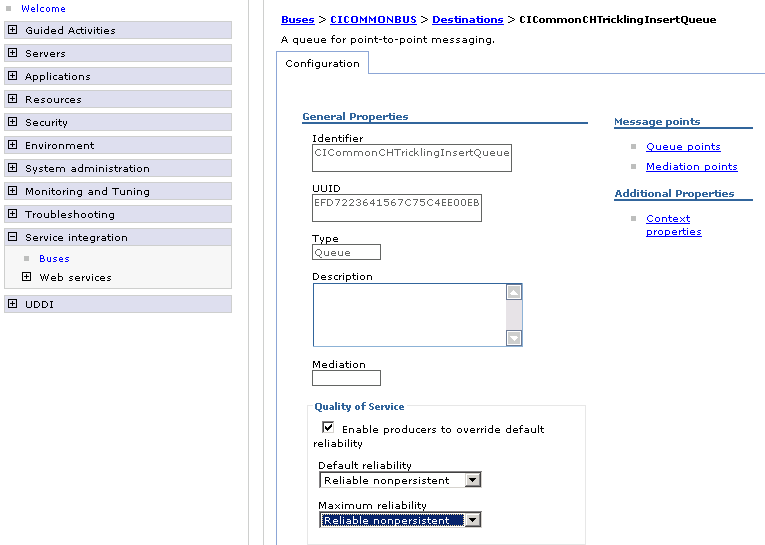 Welcome
Guided Activities
Servers
Applications
Resources
Security
Environment
System administration
Monitoring and Tuning
Troubleshooting
Service integration
Buses
Web services
UDDI
Buses > CICOMMONBUS > Destinations > CICommonCHTricklingInsertQueue
A queue for point-to-point messaging.
Configuration
General Properties
Identifier
CICommonCHTricklingInsertQueue
UUID
EFD7223641567C75C4EE00EB
Type
Queue
Description
Mediation
Quality of Service
Enable producers to override default
reliability
Default reliability
Reliable nonpersistent
Maximum reliability
Reliable nonpersistent
Message points
Queue points
Mediation points
Additional Properties
Context
properties